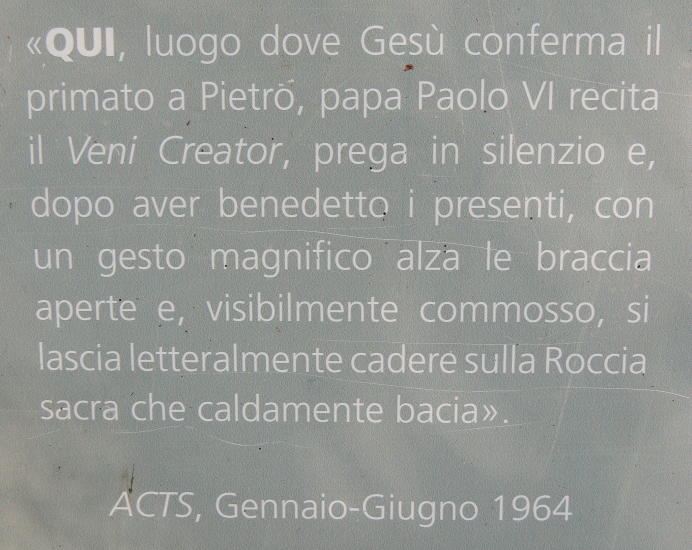 «QUI, luogo dove Gesù conferma il
primato a Pietro, papa Paolo VI recita
il Veni Creator, prega in silenzio e,
dopo aver benedetto i presenti, con
un gesto magnifico alza le braccia
aperte e, visibilmente commosso, si
lascia letteralmente cadere sulla Roccia
sacra che caldamente bacia».
ACTS, Gennaio-Giugno 1964